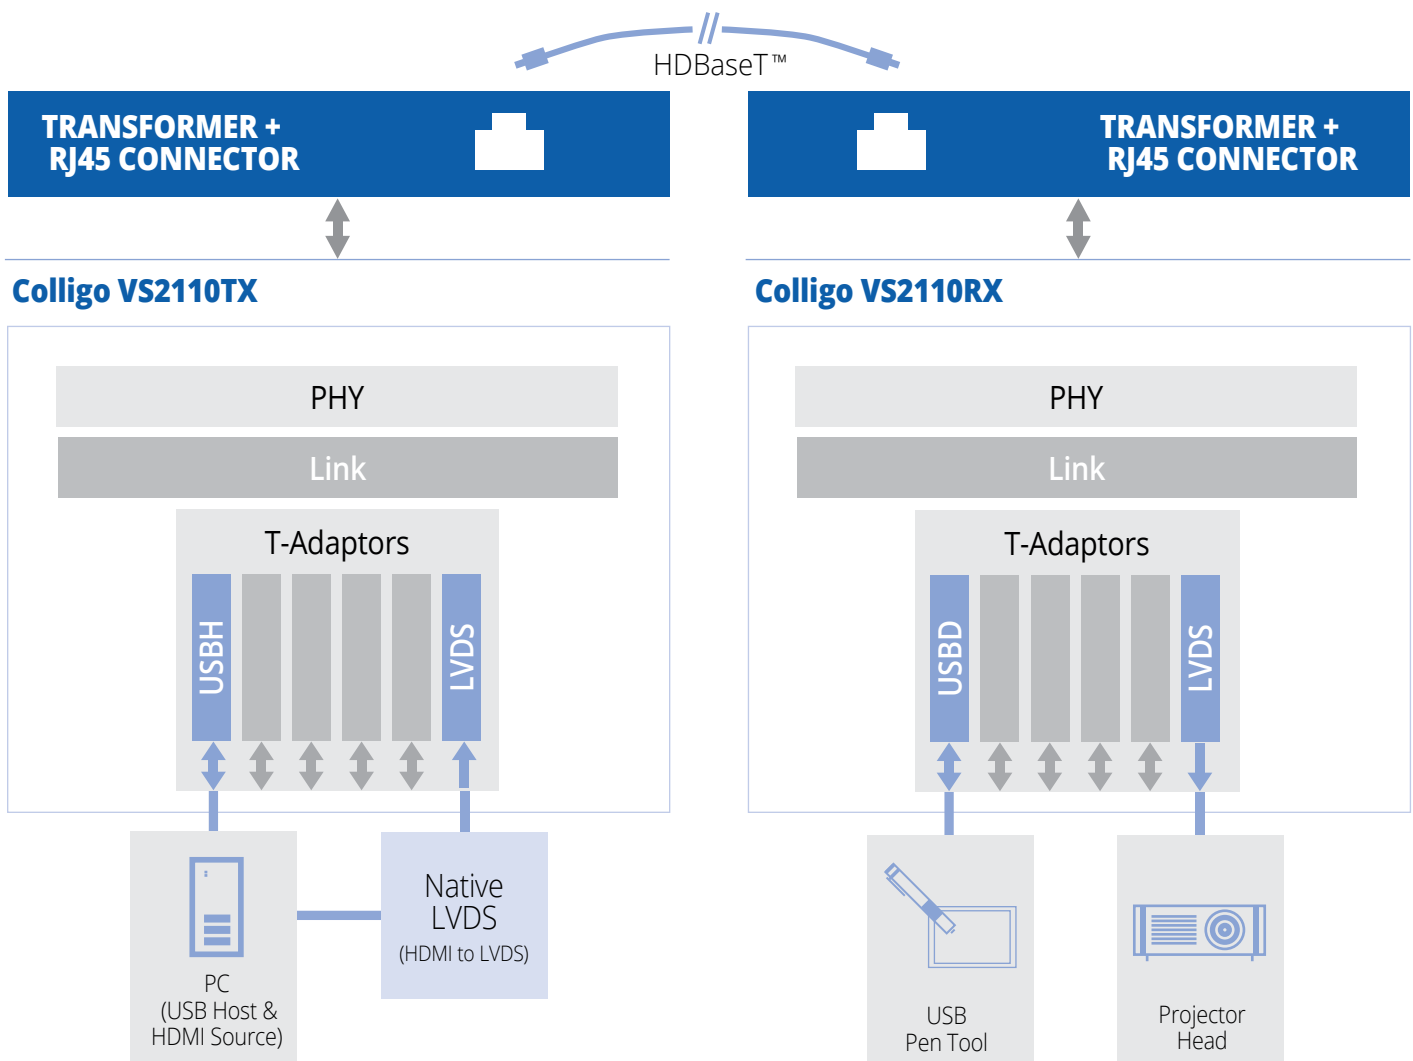 HDBaseT™
TRANSFORMER +
RJ45 CONNECTOR
TRANSFORMER +
RJ45 CONNECTOR
Colligo VS2110TX
PHY
Link
T-Adaptors
USBH
LVDS
PC
(USB Host &
HDMI Source)
Native
LVDS
(HDMI to LVDS)
Colligo VS2110RX
PHY
Link
T-Adaptors
USBD
LVDS
USB
Pen Tool
Projector
Head